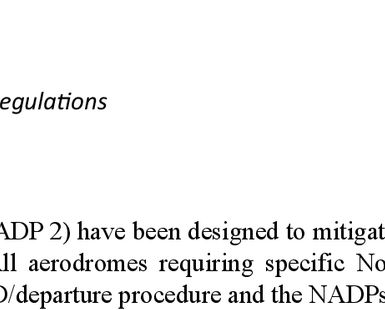 egulations
ADP 2) have been designed to mitigat
ll aerodromes requiring specific No
D/departure procedure and the NADPs